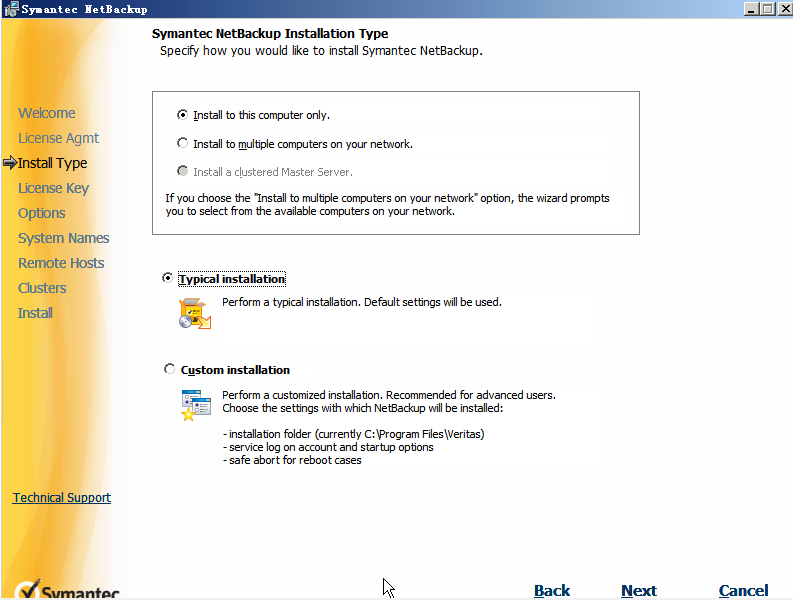 Symantec NetBackup
Symantec NetBackup Installation Type
Specify how you would like to install Symantec NetBackup.
Welcome
License Agmt
Install Type
License Key
Options
System Names
Remote Hosts
Clusters
Install
Install to this computer only.
Install to multiple computers on your network.
Install a clustered Master Server.
If you choose the "Install to multiple computers on your network" option, the wizard prompts
you to select from the available computers on your network.
Typical installation
Perform a typical installation. Default settings will be used.
Custom installation
Perform a customized installation. Recommended for advanced users.
Choose the settings with which NetBackup will be installed:
- installation folder (currently C:\Program Files\Veritas)
- service log on account and startup options
- safe abort for reboot cases
Technical Support
Symantec
Back
Next
Cancel